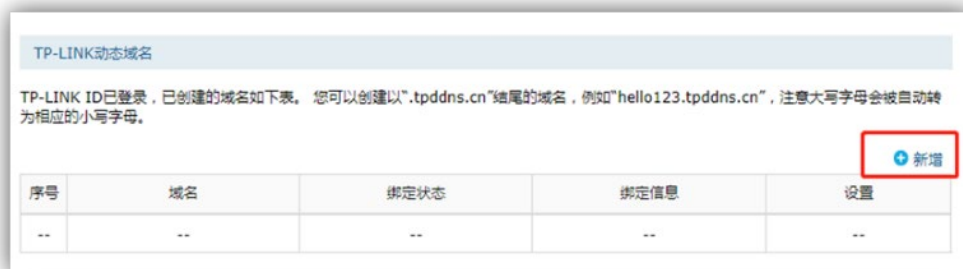 TP-LINK动态域名
TP-LINK ID已登录，已创建的域名如下表。 您可以创建以“.tpddns.cn”结尾的域名，例如“hello123.tpddns.cn”，注意大写字母会被自动转
为相应的小写字母。
新增
序号 域名 绑定状态 绑定信息 设置
-- -- -- -- --